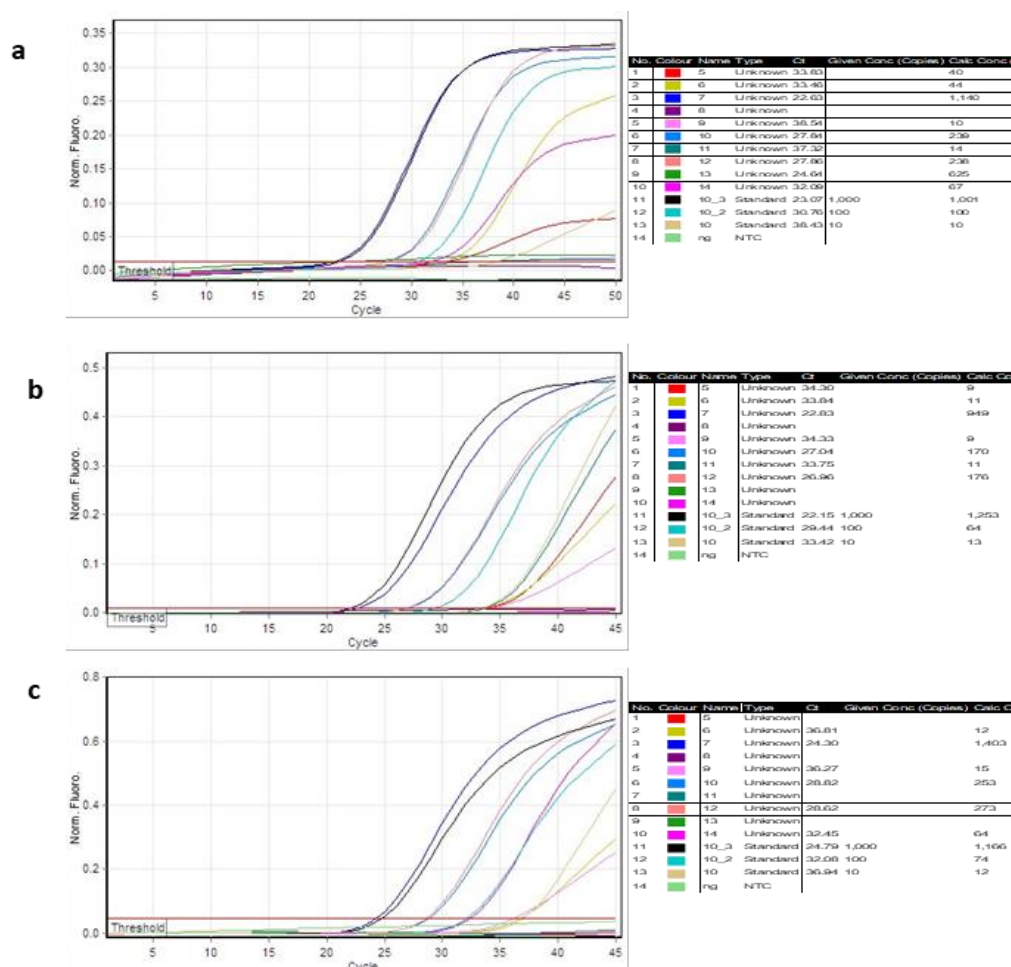 a
0.35
0.30
0.25
0.20
0.15
0.10
0.05
0.00
Norm. Fluoro.
Threshold
5 10 15 20 25 30 35 40 45 50
Cycle
No. Colour Name Type Ct Given Conc (Copies) Calc Conc (
1 5 Unknown 33.83 40
2 6 Unknown 33.46 44
3 7 Unknown 22.63 1,140
4 8 Unknown
5 9 Unknown 38.54 10
6 10 Unknown 27.84 239
7 11 Unknown 37.32 14
8 12 Unknown 27.86 238
9 13 Unknown 24.64 625
10 14 Unknown 32.09 67
11 10_3 Standard 23.07 1,000 1,001
12 10_2 Standard 30.76 100 100
13 10 Standard 38.43 10 10
14 ng NTC
b
0.5
0.4
0.3
0.2
0.1
0.0
Norm. Fluoro.
Threshold
5 10 15 20 25 30 35 40 45
Cycle
No. Colour Name Type Ct Given Conc (Copies) Calc Co
1 5 Unknown 34.30 9
2 6 Unknown 33.84 11
3 7 Unknown 22.83 949
4 8 Unknown
5 9 Unknown 34.33 9
6 10 Unknown 27.04 170
7 11 Unknown 33.75 11
8 12 Unknown 26.96 176
9 13 Unknown
10 14 Unknown
11 10_3 Standard 22.15 1,000 1,253
12 10_2 Standard 29.44 100 64
13 10 Standard 33.42 10 13
14 ng NTC
c
0.8
0.6
0.4
0.2
0.0
Norm. Fluoro.
Threshold
5 10 15 20 25 30 35 40 45
Cycle
No. Colour Name Type Ct Given Conc (Copies) Calc C
1 5 Unknown
2 6 Unknown 36.81 12
3 7 Unknown 24.30 1,403
4 8 Unknown
5 9 Unknown 36.27 15
6 10 Unknown 28.82 253
7 11 Unknown
8 12 Unknown 28.62 273
9 13 Unknown
10 14 Unknown 32.45 64
11 10_3 Standard 24.79 1,000 1,166
12 10_2 Standard 32.08 100 74
13 10 Standard 36.94 10 12
14 ng NTC